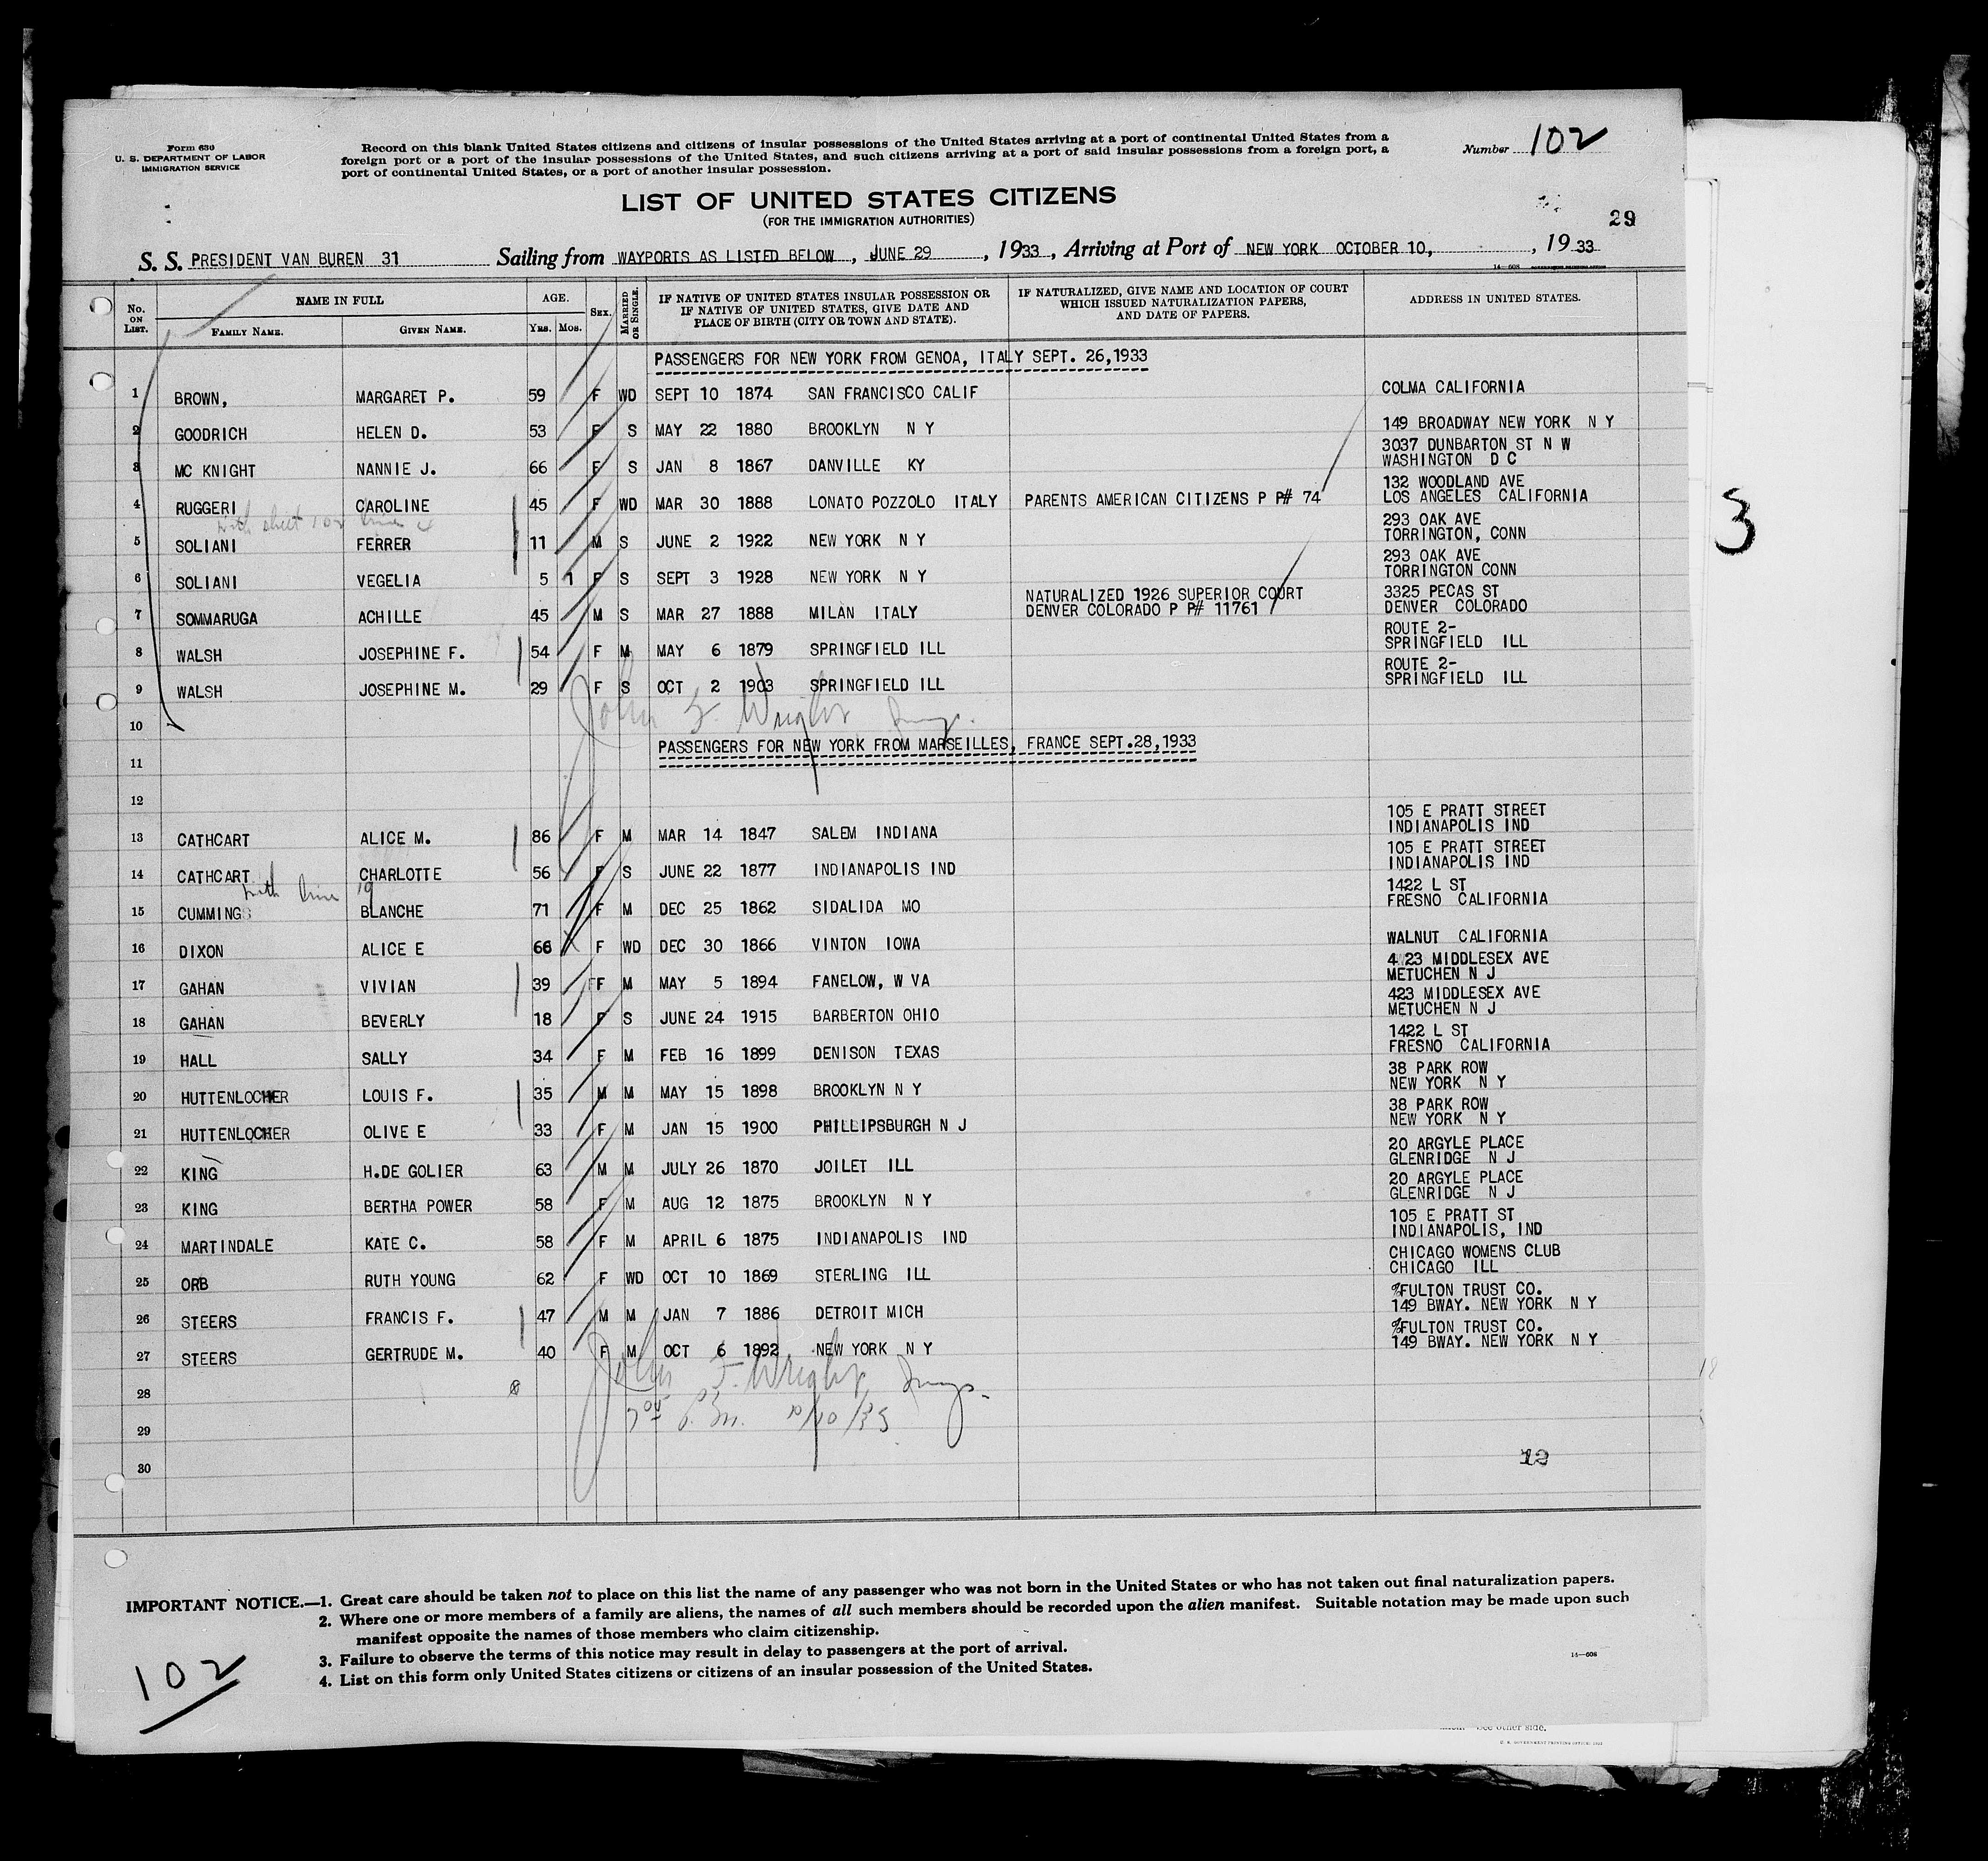 Form 630
U. S. DEPARTMENT OF LABOR
IMMIGRATION SERVICE
Record on this blank United States citizens and citizens of insular possessions of the United States arriving at a port of continental United States from a
foreign port or a port of the insular possessions of the United States, and such citizens arriving at a port of said insular possessions from a foreign port, a
port of continental United States, or a port of another insular possession.
Number 102
LIST OF UNITED STATES CITIZENS
(FOR THE IMMIGRATION AUTHORITIES)
29
S. S. PRESIDENT VAN BUREN 31 Sailing from WAYPORTS AS LISTED BELOW, JUNE 29, 1933, Arriving at Port of NEW YORK OCTOBER 10, , 19 33
14—608 GOVERNMENT PRINTING OFFICE
No. ON LIST. NAME IN FULL FAMILY NAME. GIVEN NAME. AGE. YRS. MOS. SEX. MARRIED OR SINGLE. IF NATIVE OF UNITED STATES INSULAR POSSESSION OR IF NATIVE OF UNITED STATES, GIVE DATE AND PLACE OF BIRTH (CITY OR TOWN AND STATE). IF NATURALIZED, GIVE NAME AND LOCATION OF COURT WHICH ISSUED NATURALIZATION PAPERS, AND DATE OF PAPERS. ADDRESS IN UNITED STATES.
PASSENGERS FOR NEW YORK FROM GENOA, ITALY SEPT. 26,1933
1 BROWN, MARGARET P. 59 F WD SEPT 10 1874 SAN FRANCISCO CALIF COLMA CALIFORNIA
2 GOODRICH HELEN D. 53 F S MAY 22 1880 BROOKLYN N Y 149 BROADWAY NEW YORK N Y
3 MC KNIGHT NANNIE J. 66 F S JAN 8 1867 DANVILLE KY 3037 DUNBARTON ST N W WASHINGTON D C
4 RUGGERI CAROLINE 45 F WD MAR 30 1888 LONATO POZZOLO ITALY PARENTS AMERICAN CITIZENS P P# 74 132 WOODLAND AVE LOS ANGELES CALIFORNIA
with sheet 102 line
5 SOLIANI FERRER 11 M S JUNE 2 1922 NEW YORK N Y 293 OAK AVE TORRINGTON, CONN
6 SOLIANI VEGELIA 5 1 F S SEPT 3 1928 NEW YORK N Y 293 OAK AVE TORRINGTON CONN
7 SOMMARUGA ACHILLE 45 M S MAR 27 1888 MILAN ITALY NATURALIZED 1926 SUPERIOR COURT DENVER COLORADO P P# 11761 3325 PECAS ST DENVER COLORADO
8 WALSH JOSEPHINE F. 54 F M MAY 6 1879 SPRINGFIELD ILL ROUTE 2- SPRINGFIELD ILL
9 WALSH JOSEPHINE M. 29 F S OCT 2 1903 SPRINGFIELD ILL ROUTE 2- SPRINGFIELD ILL
John F. Wright Insp.
10
PASSENGERS FOR NEW YORK FROM MARSEILLES, FRANCE SEPT.28,1933
11
12
13 CATHCART ALICE M. 86 F M MAR 14 1847 SALEM INDIANA 105 E PRATT STREET INDIANAPOLIS IND
14 CATHCART CHARLOTTE 56 F S JUNE 22 1877 INDIANAPOLIS IND 105 E PRATT STREET INDIANAPOLIS IND
with line 19
15 CUMMINGS BLANCHE 71 F M DEC 25 1862 SIDALIDA MO 1422 L ST FRESNO CALIFORNIA
16 DIXON ALICE E 66 F WD DEC 30 1866 VINTON IOWA WALNUT CALIFORNIA
17 GAHAN VIVIAN 39 F M MAY 5 1894 FANELOW, W VA 423 MIDDLESEX AVE METUCHEN N J
18 GAHAN BEVERLY 18 F S JUNE 24 1915 BARBERTON OHIO 423 MIDDLESEX AVE METUCHEN N J
19 HALL SALLY 34 F M FEB 16 1899 DENISON TEXAS 1422 L ST FRESNO CALIFORNIA
20 HUTTENLOCHER LOUIS F. 35 M M MAY 15 1898 BROOKLYN N Y 38 PARK ROW NEW YORK N Y
21 HUTTENLOCHER OLIVE E 33 F M JAN 15 1900 PHILLIPSBURGH N J 38 PARK ROW NEW YORK N Y
22 KING H.DE GOLIER 63 M M JULY 26 1870 JOILET ILL 20 ARGYLE PLACE GLENRIDGE N J
23 KING BERTHA POWER 58 F M AUG 12 1875 BROOKLYN N Y 20 ARGYLE PLACE GLENRIDGE N J
24 MARTINDALE KATE C. 58 F M APRIL 6 1875 INDIANAPOLIS IND 105 E PRATT ST INDIANAPOLIS, IND
25 ORB RUTH YOUNG 62 F WD OCT 10 1869 STERLING ILL CHICAGO WOMENS CLUB CHICAGO ILL
26 STEERS FRANCIS F. 47 M M JAN 7 1886 DETROIT MICH %FULTON TRUST CO. 149 BWAY. NEW YORK N Y
27 STEERS GERTRUDE M. 40 F M OCT 6 1892 NEW YORK N Y %FULTON TRUST CO. 149 BWAY. NEW YORK N Y
John F. Wright Insp.
28
7 00 P.M. 10/10/33
29
30
12
IMPORTANT NOTICE.—1. Great care should be taken not to place on this list the name of any passenger who was not born in the United States or who has not taken out final naturalization papers.
2. Where one or more members of a family are aliens, the names of all such members should be recorded upon the alien manifest. Suitable notation may be made upon such
manifest opposite the names of those members who claim citizenship.
3. Failure to observe the terms of this notice may result in delay to passengers at the port of arrival.
4. List on this form only United States citizens or citizens of an insular possession of the United States.
14—608
102
3
See other side.